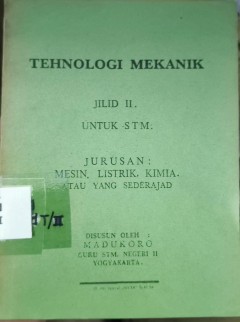 TEHNOLOGI MEKANIK
JILID II.
UNTUK STM.
JURUSAN:
MESIN, LISTRIK, KIMIA.
ATAU YANG SEDERAJAD
DISUSUN OLEH :
MADUKORO
GURU STM. NEGERI II
YOGYAKARTA.